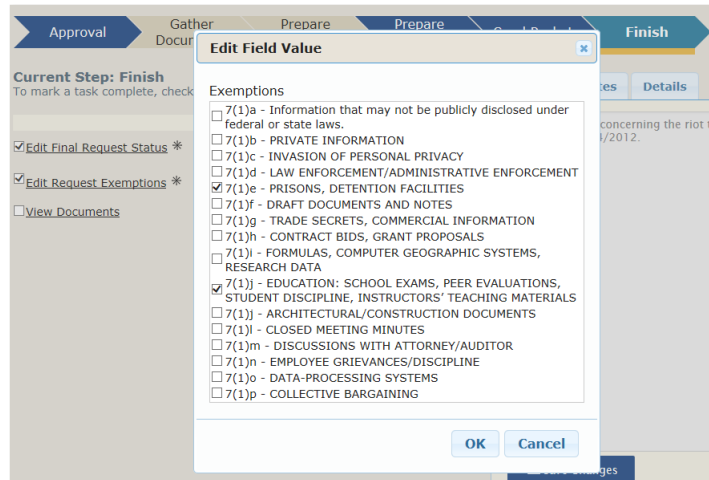 Approval
Gather
Prepare
Prepare
Finish
Edit Field Value
Current Step: Finish
To mark a task complete, check
Details
Exemptions
7(1)a - Information that may not be publicly disclosed under
federal or state laws.
7(1)b - PRIVATE INFORMATION
7(1)c - INVASION OF PERSONAL PRIVACY
7(1)d - LAW ENFORCEMENT/ADMINISTRATIVE ENFORCEMENT
7(1)e - PRISONS, DETENTION FACILITIES
7(1)f - DRAFT DOCUMENTS AND NOTES
7(1)g - TRADE SECRETS, COMMERCIAL INFORMATION
7(1)h - CONTRACT BIDS, GRANT PROPOSALS
7(1)i - FORMULAS, COMPUTER GEOGRAPHIC SYSTEMS,
RESEARCH DATA
7(1)j - EDUCATION: SCHOOL EXAMS, PEER EVALUATIONS,
STUDENT DISCIPLINE, INSTRUCTORS' TEACHING MATERIALS
7(1)j - ARCHITECTURAL/CONSTRUCTION DOCUMENTS
7(1)l - CLOSED MEETING MINUTES
7(1)m - DISCUSSIONS WITH ATTORNEY/AUDITOR
7(1)n - EMPLOYEE GRIEVANCES/DISCIPLINE
7(1)o - DATA-PROCESSING SYSTEMS
7(1)p - COLLECTIVE BARGAINING
Edit Final Request Status *
Edit Request Exemptions *
View Documents
concerning the riot
/2012.
OK
Cancel